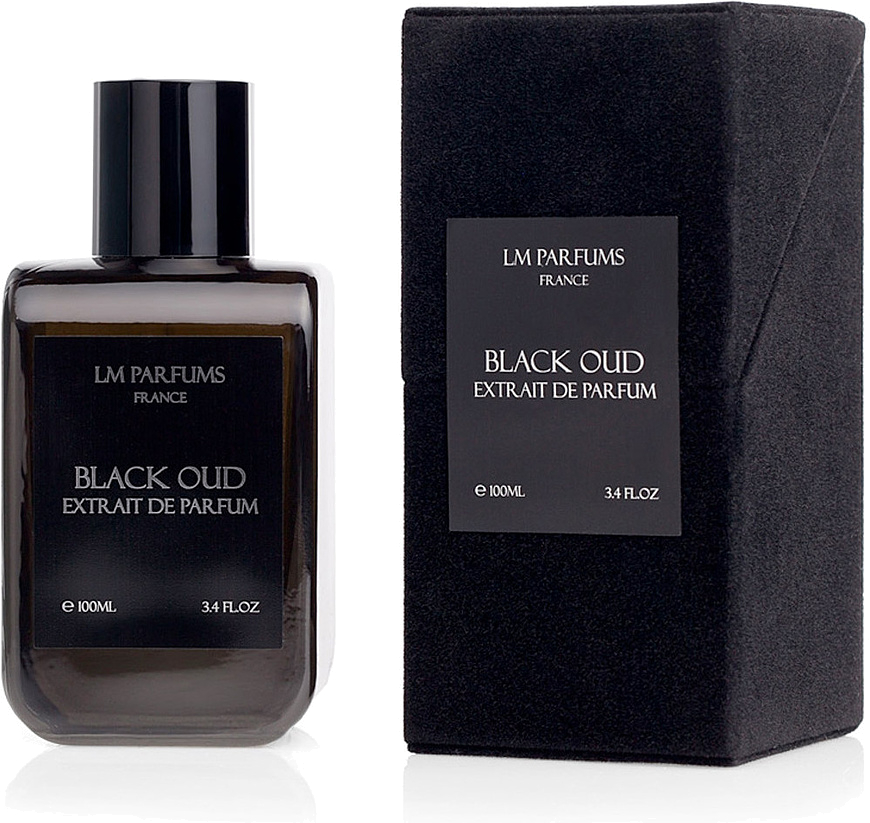 LM PARFUMS
FRANCE
BLACK OUD
EXTRAIT DE PARFUM
℮ 100ML 3.4 FL.OZ
LM PARFUMS
FRANCE
BLACK OUD
EXTRAIT DE PARFUM
℮ 100ML 3.4 FL.OZ